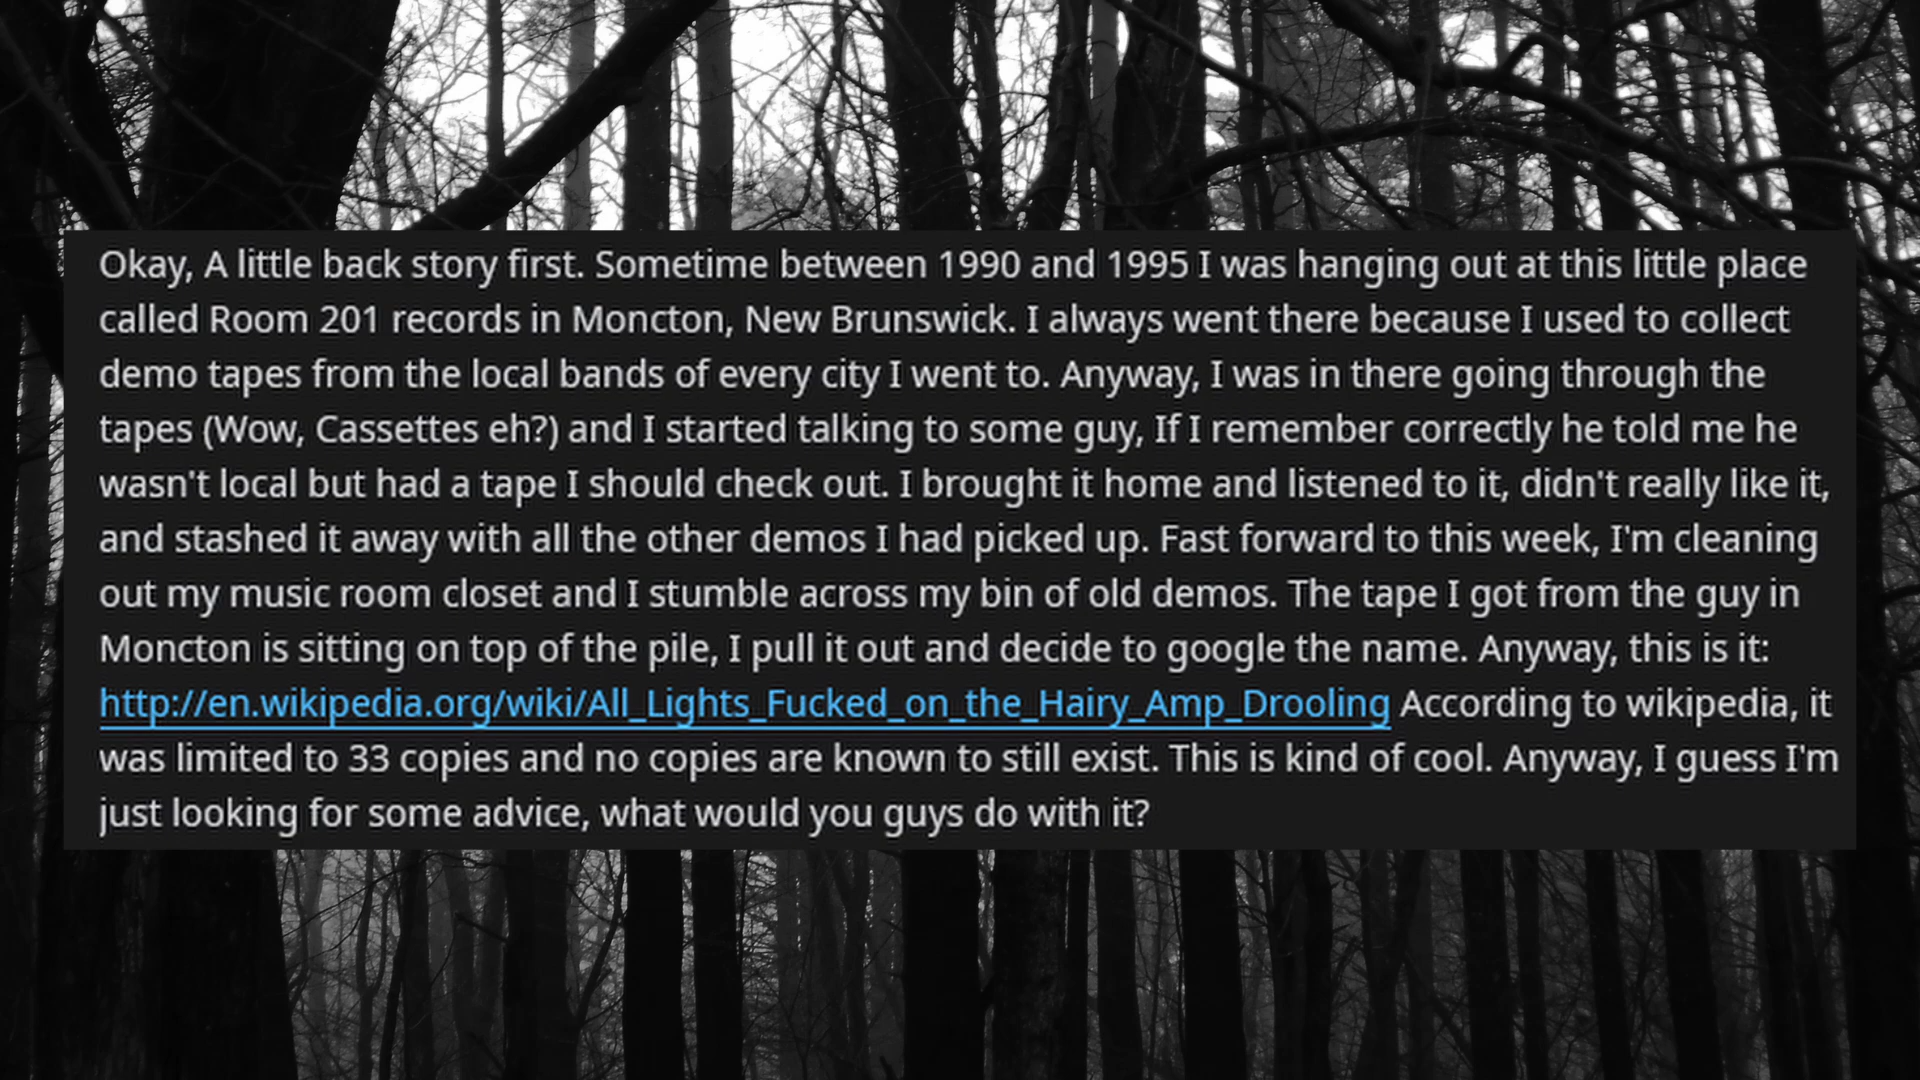 Okay, A little back story first. Sometime between 1990 and 1995 I was hanging out at this little place
called Room 201 records in Moncton, New Brunswick. I always went there because I used to collect
demo tapes from the local bands of every city I went to. Anyway, I was in there going through the
tapes (Wow, Cassettes eh?) and I started talking to some guy, If I remember correctly he told me he
wasn't local but had a tape I should check out. I brought it home and listened to it, didn't really like it,
and stashed it away with all the other demos I had picked up. Fast forward to this week, I'm cleaning
out my music room closet and I stumble across my bin of old demos. The tape I got from the guy in
Moncton is sitting on top of the pile, I pull it out and decide to google the name. Anyway, this is it:
http://en.wikipedia.org/wiki/All_Lights_Fucked_on_the_Hairy_Amp_Drooling According to wikipedia, it
was limited to 33 copies and no copies are known to still exist. This is kind of cool. Anyway, I guess I'm
just looking for some advice, what would you guys do with it?